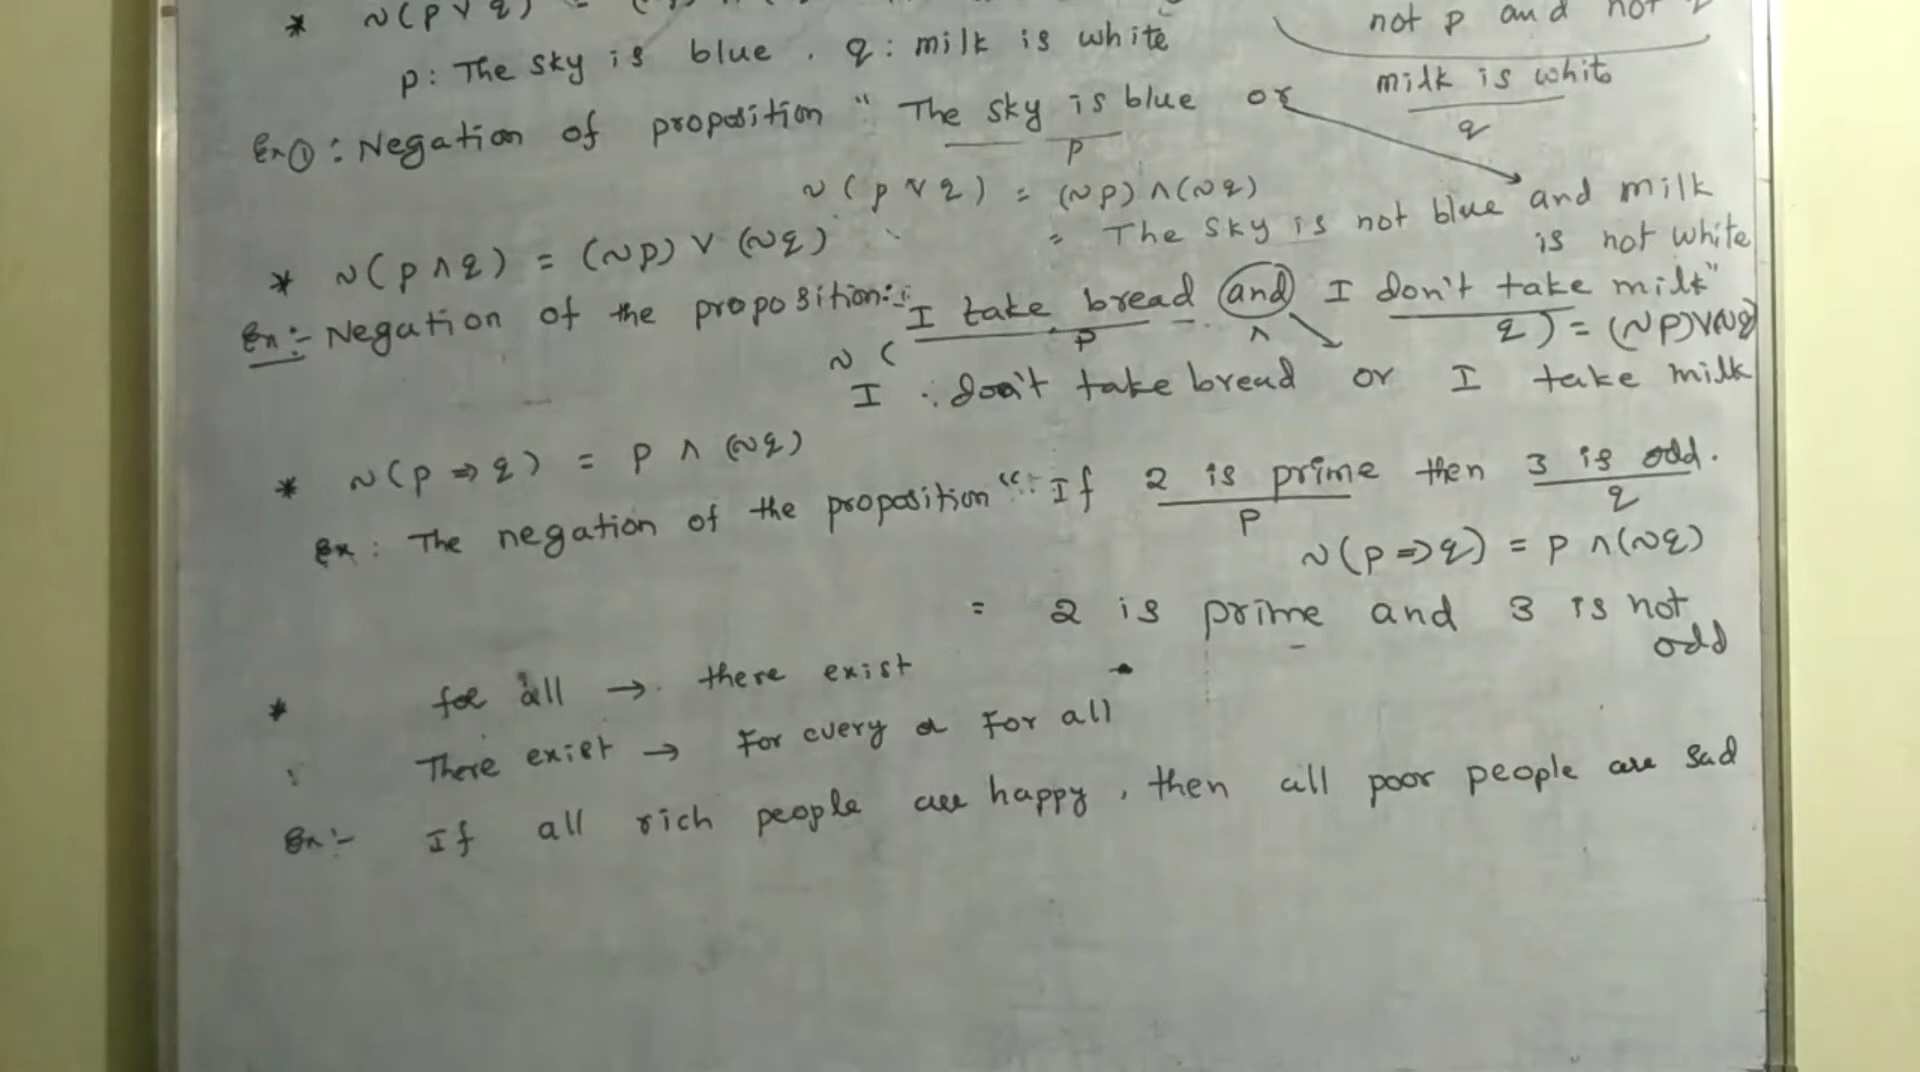 * ~(p ∨ q) =
not p and not
p: The sky is blue . q: milk is white
Ex①: Negation of proposition " The sky is blue or milk is white
p q
~(p ∨ q) = (~p) ∧ (~q)
= The sky is not blue and milk is not white
* ~(p ∧ q) = (~p) ∨ (~q)
Ex:- Negation of the proposition:- I take bread and I don't take milk"
~( p ∧ q) = (~p)∨(~q)
I don't take bread or I take milk
* ~(p ⇒ q) = p ∧ (~q)
Ex: The negation of the proposition ": If 2 is prime then 3 is odd.
p q
~(p ⇒ q) = p ∧ (~q)
= 2 is prime and 3 is not odd
* for all → there exist
There exist → For every or For all
Ex:- If all rich people are happy, then all poor people are sad